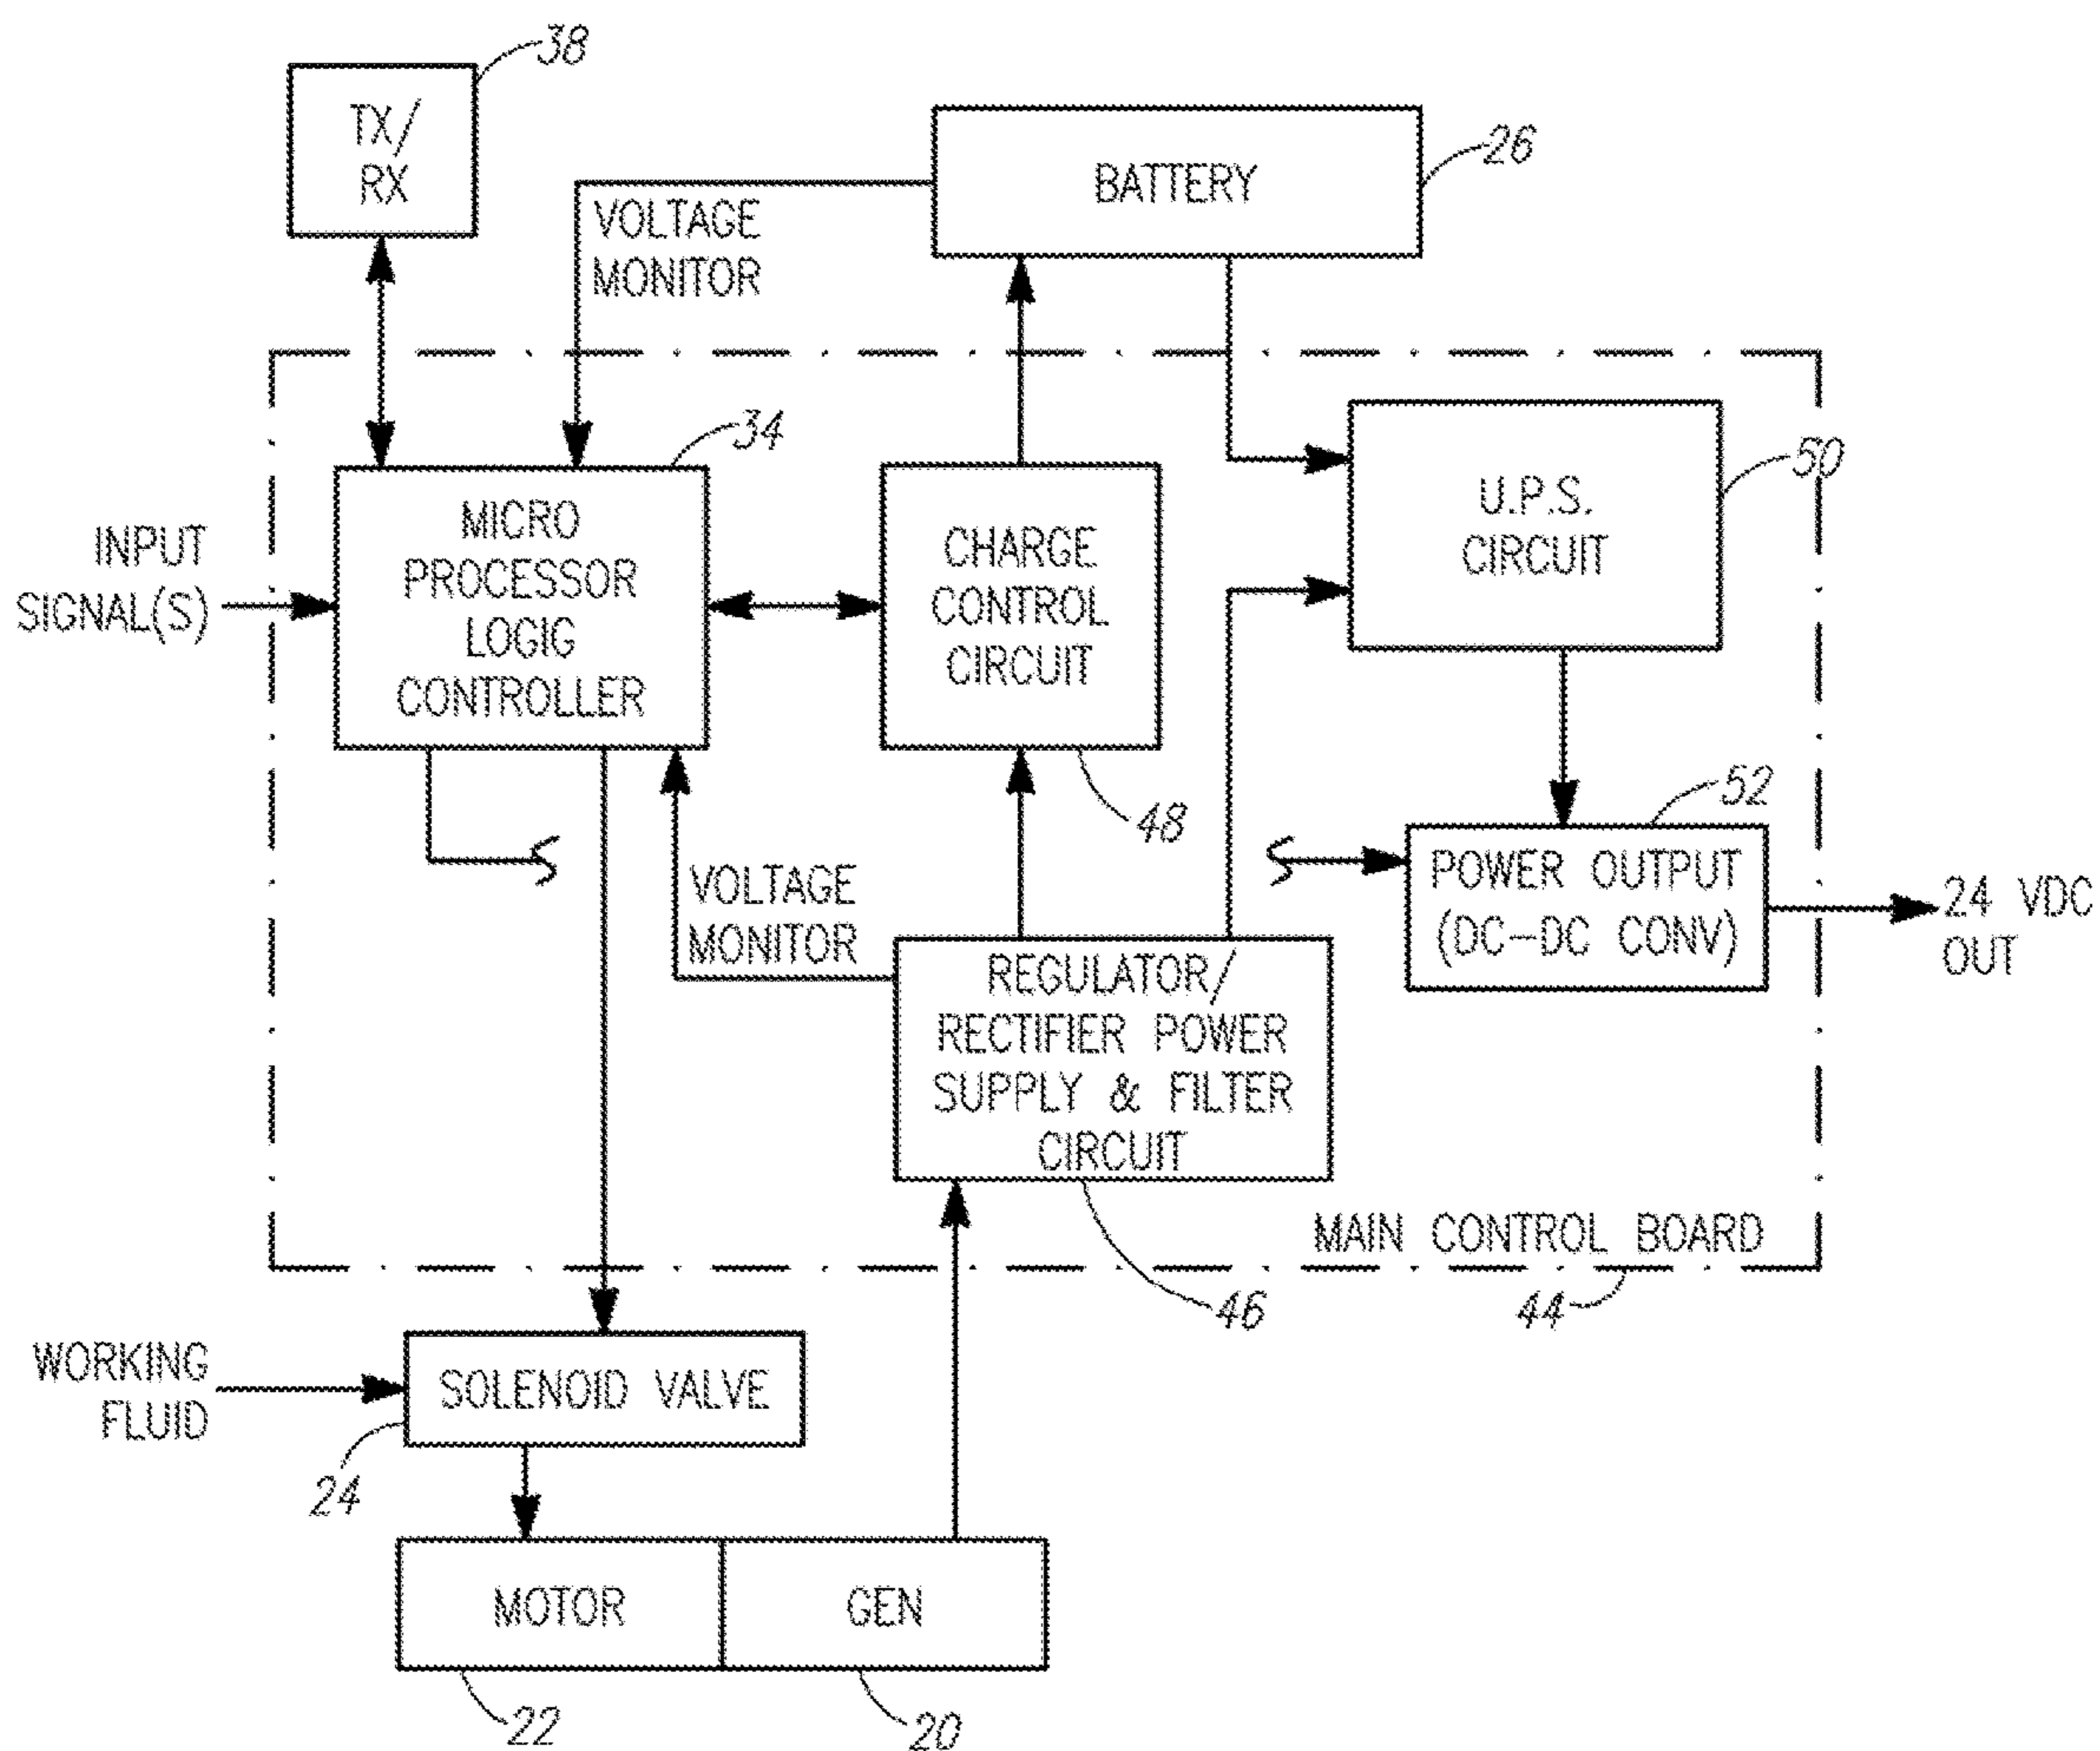 38
TX/
RX
26
BATTERY
VOLTAGE
MONITOR
34
50
MICRO
PROCESSOR
LOGIG
CONTROLLER
INPUT
SIGNAL(S)
CHARGE
CONTROL
CIRCUIT
U.P.S.
CIRCUIT
48
52
VOLTAGE
MONITOR
POWER OUTPUT
(DC-DC CONV)
24 VDC
OUT
REGULATOR/
RECTIFIER POWER
SUPPLY & FILTER
CIRCUIT
MAIN CONTROL BOARD
46
44
WORKING
FLUID
SOLENOID VALVE
24
MOTOR
GEN
22
20